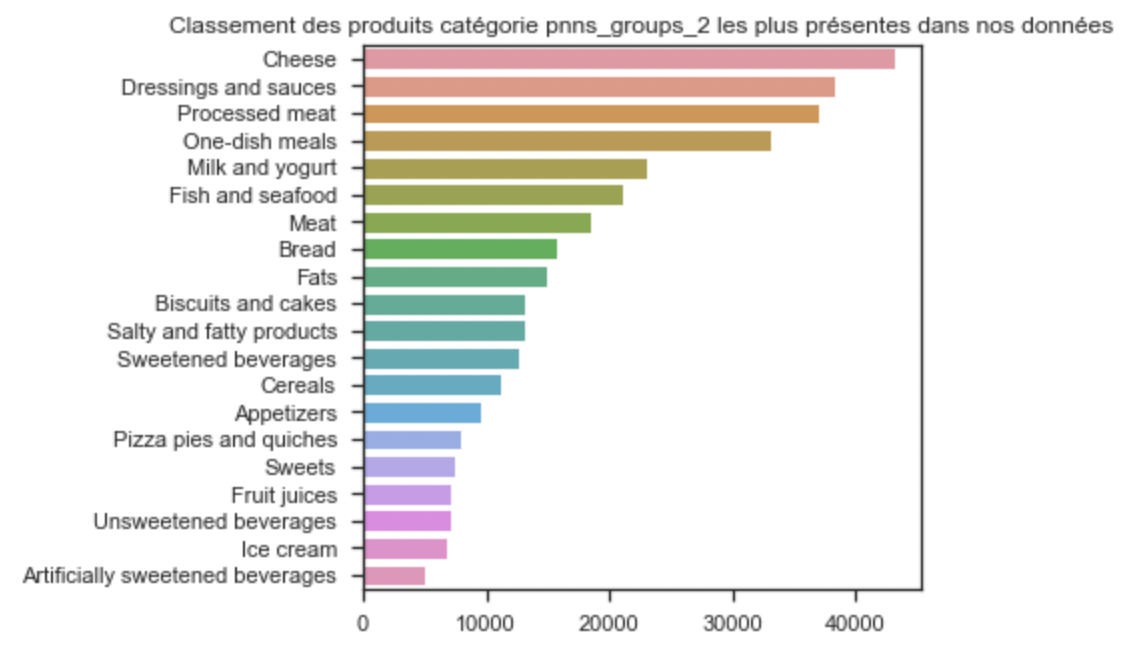 Classement des produits catégorie pnns_groups_2 les plus présentes dans nos données
Cheese
Dressings and sauces
Processed meat
One-dish meals
Milk and yogurt
Fish and seafood
Meat
Bread
Fats
Biscuits and cakes
Salty and fatty products
Sweetened beverages
Cereals
Appetizers
Pizza pies and quiches
Sweets
Fruit juices
Unsweetened beverages
Ice cream
Artificially sweetened beverages
0 10000 20000 30000 40000